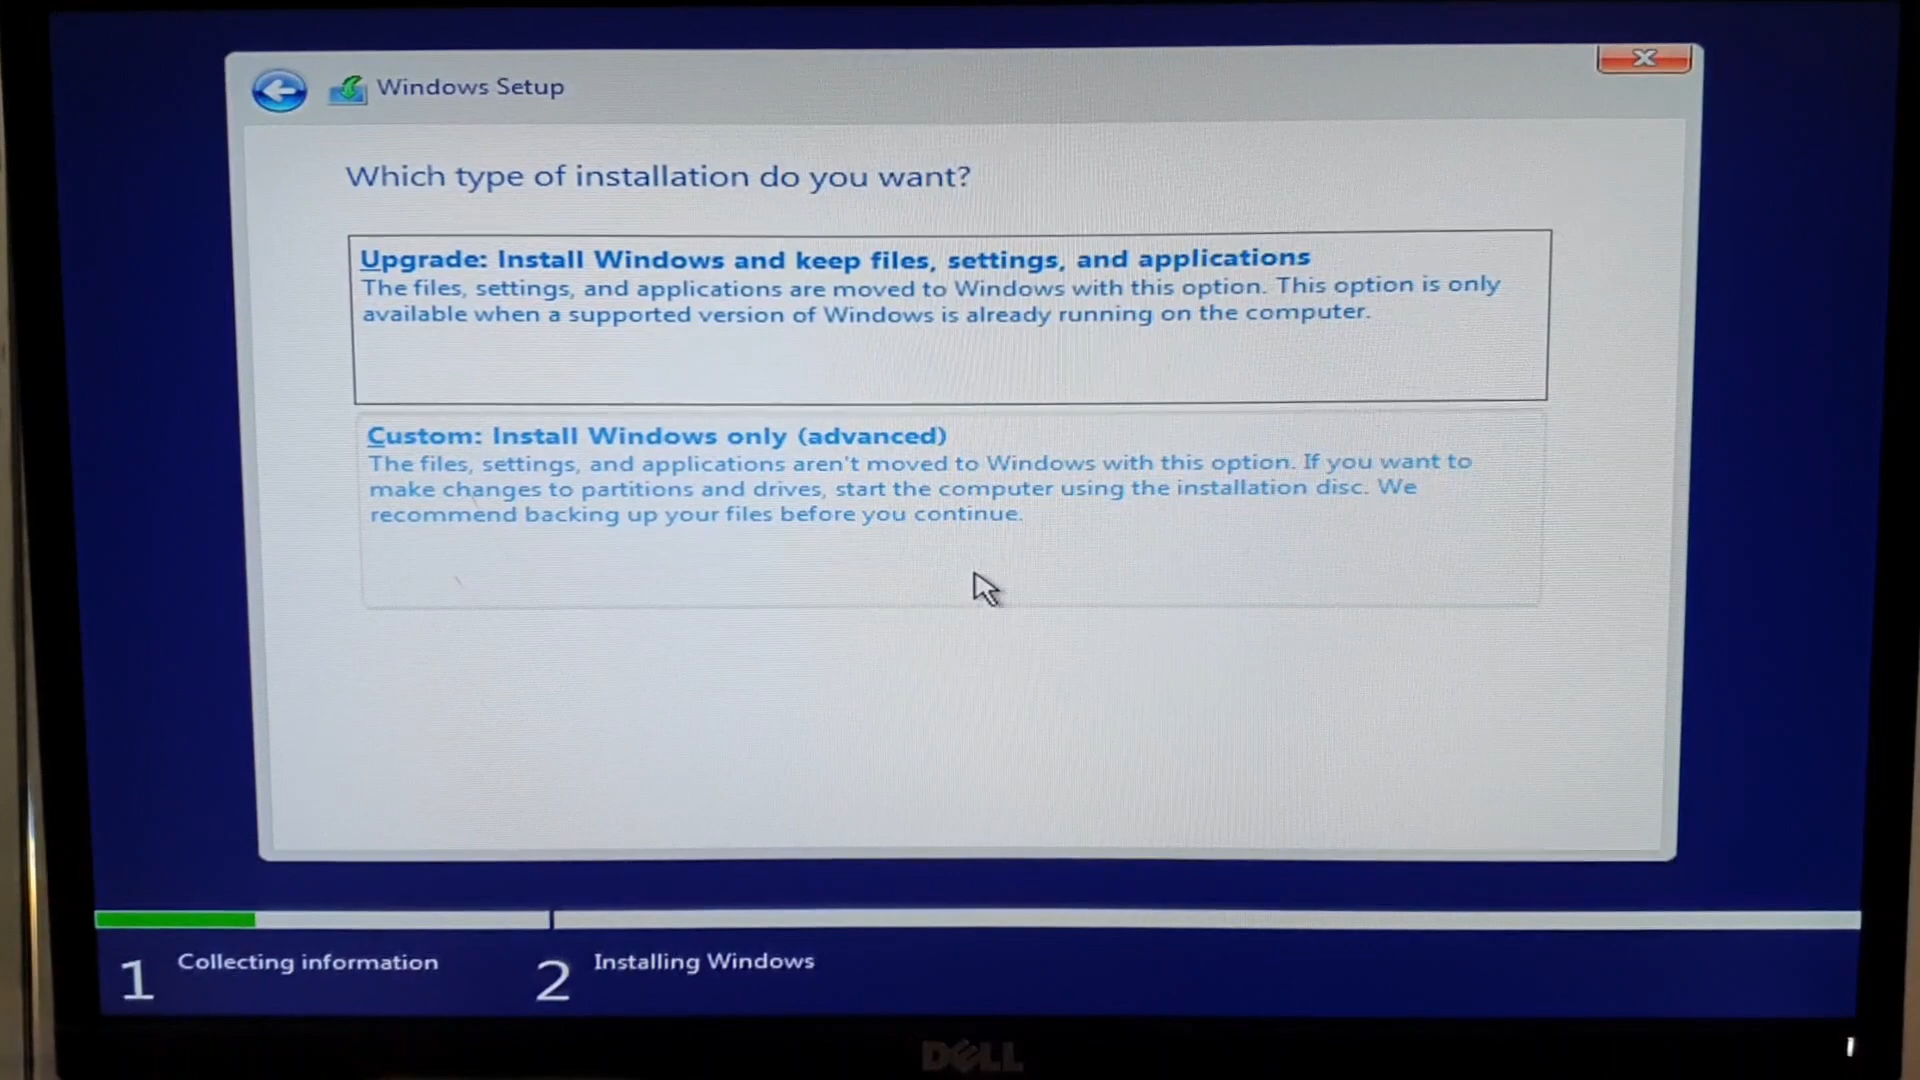 Windows Setup
Which type of installation do you want?
Upgrade: Install Windows and keep files, settings, and applications
The files, settings, and applications are moved to Windows with this option. This option is only
available when a supported version of Windows is already running on the computer.
Custom: Install Windows only (advanced)
The files, settings, and applications aren't moved to Windows with this option. If you want to
make changes to partitions and drives, start the computer using the installation disc. We
recommend backing up your files before you continue.
1 Collecting information
2 Installing Windows
DELL